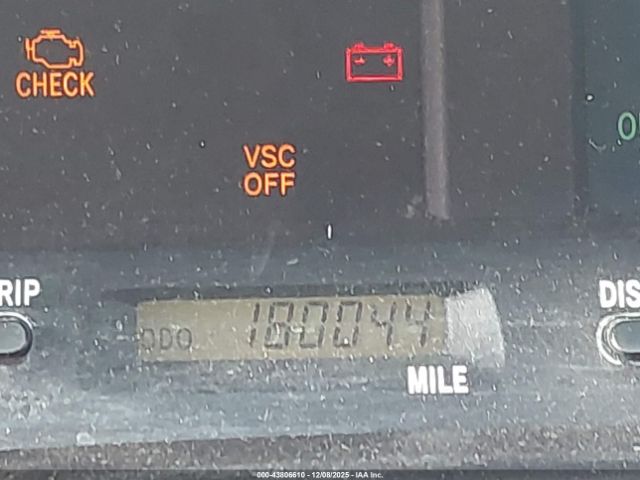 CHECK
VSC
OFF
RIP
DIS
ODO 180044
MILE
000-43806610 - 12/08/2025 - IAA Inc.